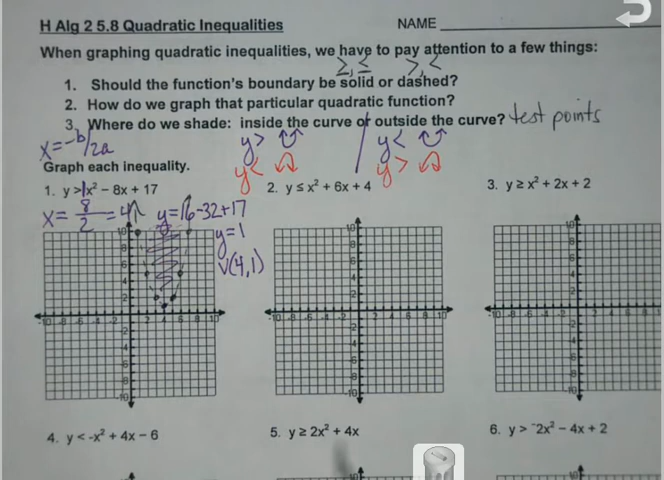 H Alg 2 5.8 Quadratic Inequalities NAME
When graphing quadratic inequalities, we have to pay attention to a few things:
≥, ≤ >, <
1. Should the function's boundary be solid or dashed?
2. How do we graph that particular quadratic function?
3. Where do we shade: inside the curve or outside the curve? test points
x = -b/2a y > y <
Graph each inequality. y < y >
1. y > 1x² - 8x + 17 2. y ≤ x² + 6x + 4 3. y ≥ x² + 2x + 2
x = 8/2 = 4 y = 16 - 32 + 17
y = 1
V(4,1)
4. y < -x² + 4x - 6 5. y ≥ 2x² + 4x 6. y > ⁻2x² - 4x + 2